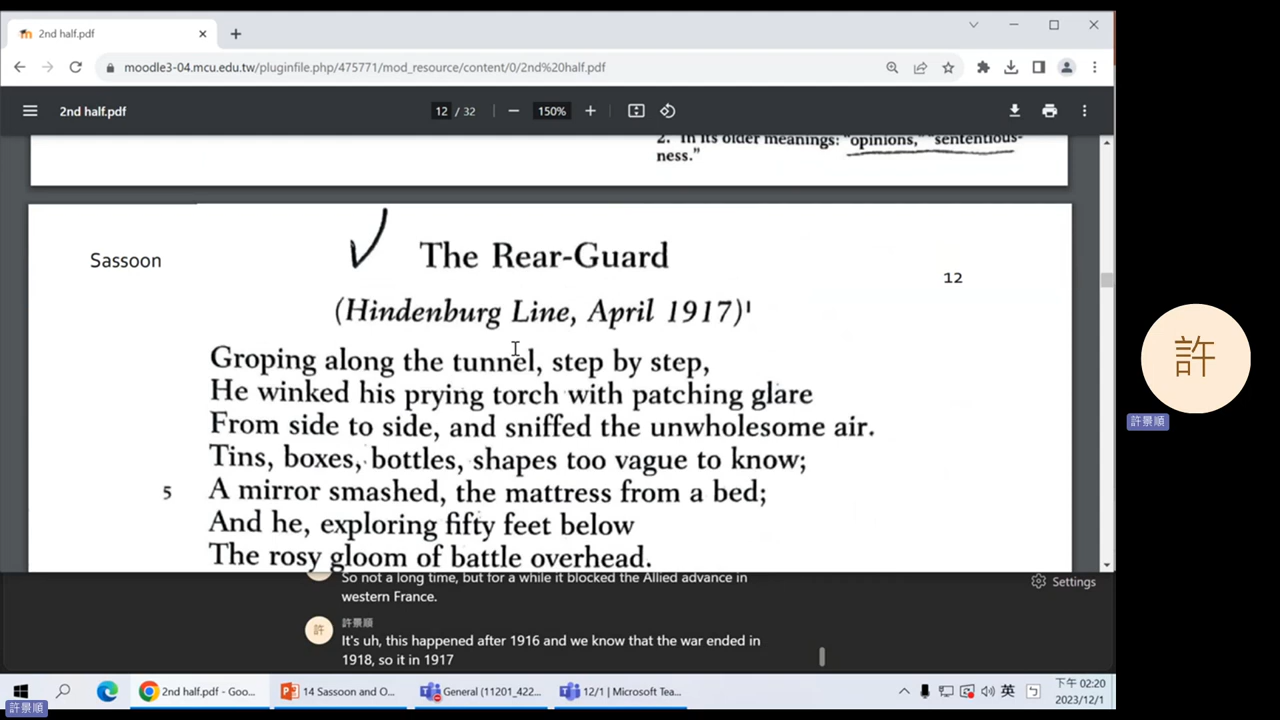 2nd half.pdf
moodle3-04.mcu.edu.tw/pluginfile.php/475771/mod_resource/content/0/2nd%20half.pdf
2nd half.pdf
12 / 32
150%
2. In its older meanings: "opinions," "sententious-
ness."
Sassoon
The Rear-Guard
12
(Hindenburg Line, April 1917)¹
Groping along the tunnel, step by step,
He winked his prying torch with patching glare
From side to side, and sniffed the unwholesome air.
Tins, boxes, bottles, shapes too vague to know;
5 A mirror smashed, the mattress from a bed;
And he, exploring fifty feet below
The rosy gloom of battle overhead.
So not a long time, but for a while it blocked the Allied advance in
western France.
Settings
許
許景順
It's uh, this happened after 1916 and we know that the war ended in
1918, so it in 1917
許
許景順
2nd half.pdf - Goo...
14 Sassoon and O...
General (11201_422...
12/1 | Microsoft Tea...
英
下午 02:20
2023/12/1
許景順